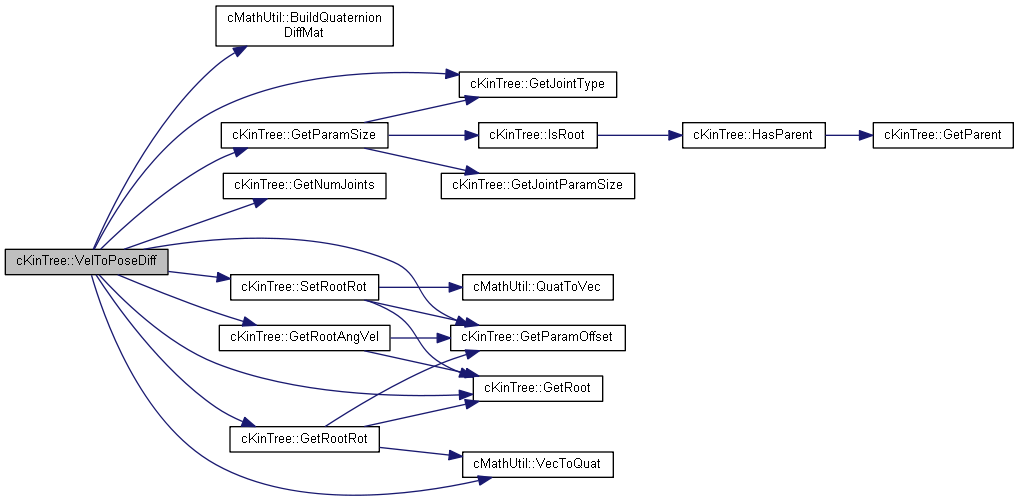 cMathUtil::BuildQuaternion
DiffMat
cKinTree::GetJointType
cKinTree::GetParamSize
cKinTree::IsRoot
cKinTree::HasParent
cKinTree::GetParent
cKinTree::GetNumJoints
cKinTree::GetJointParamSize
cKinTree::VelToPoseDiff
cKinTree::SetRootRot
cMathUtil::QuatToVec
cKinTree::GetRootAngVel
cKinTree::GetParamOffset
cKinTree::GetRoot
cKinTree::GetRootRot
cMathUtil::VecToQuat